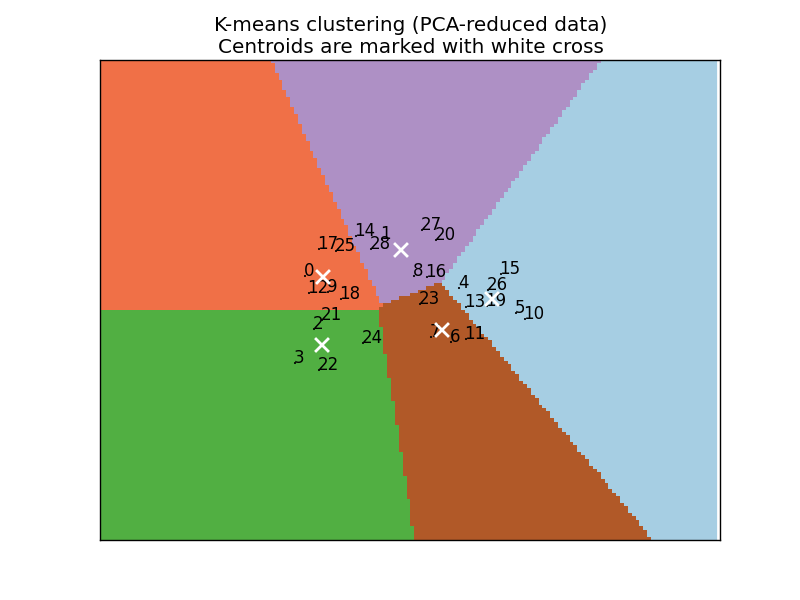 K-means clustering (PCA-reduced data)
Centroids are marked with white cross
27
14 1 20
17 25 28
0 8 16 15
12 9 18 4 26
23 13 19 5 10
21
2 24 7 6 11
3 22